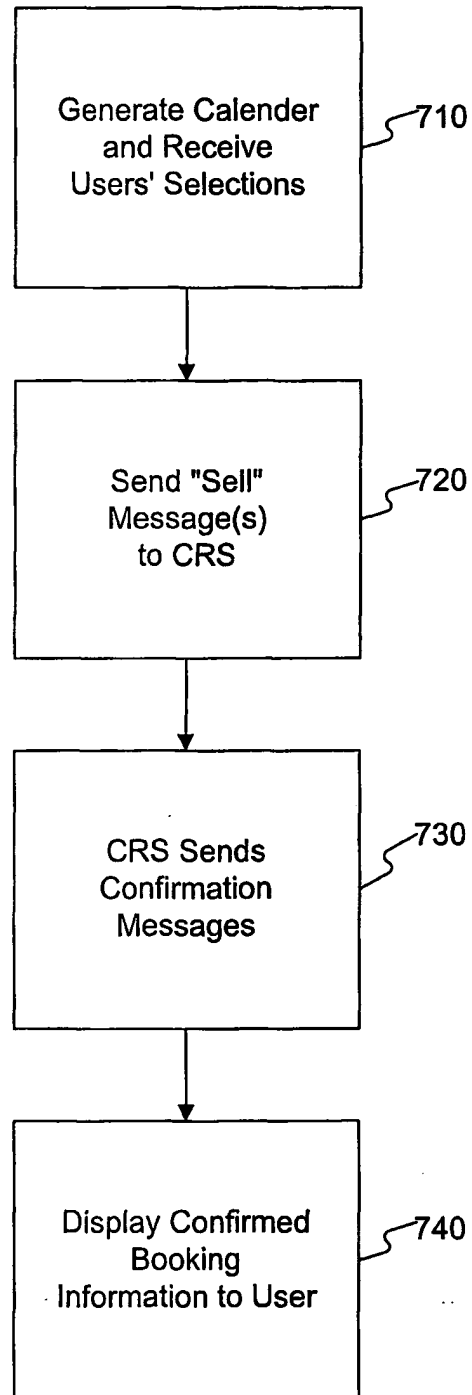 Generate Calender
and Receive
Users' Selections
710
Send "Sell"
Message(s)
to CRS
720
CRS Sends
Confirmation
Messages
730
Display Confirmed
Booking
Information to User
740